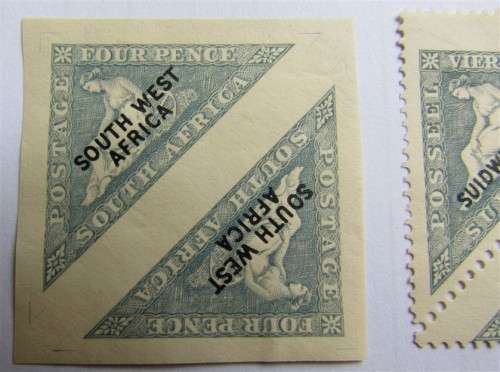 FOUR PENCE
POSTAGE
SOUTH AFRICA
SOUTH WEST
AFRICA
FOUR PENCE
POSTAGE
SOUTH AFRICA
SOUTH WEST
AFRICA
VIER
POSSEEL
SUIDW